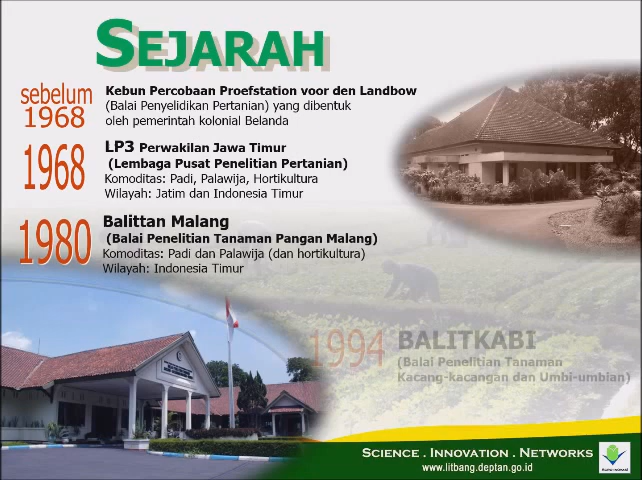 SEJARAH
sebelum
1968
Kebun Percobaan Proefstation voor den Landbow
(Balai Penyelidikan Pertanian) yang dibentuk
oleh pemerintah kolonial Belanda
1968
LP3 Perwakilan Jawa Timur
(Lembaga Pusat Penelitian Pertanian)
Komoditas: Padi, Palawija, Hortikultura
Wilayah: Jatim dan Indonesia Timur
1980
Balittan Malang
(Balai Penelitian Tanaman Pangan Malang)
Komoditas: Padi dan Palawija (dan hortikultura)
Wilayah: Indonesia Timur
1994
BALITKABI
(Balai Penelitian Tanaman
Kacang-kacangan dan Umbi-umbian)
SCIENCE . INNOVATION . NETWORKS
www.litbang.deptan.go.id